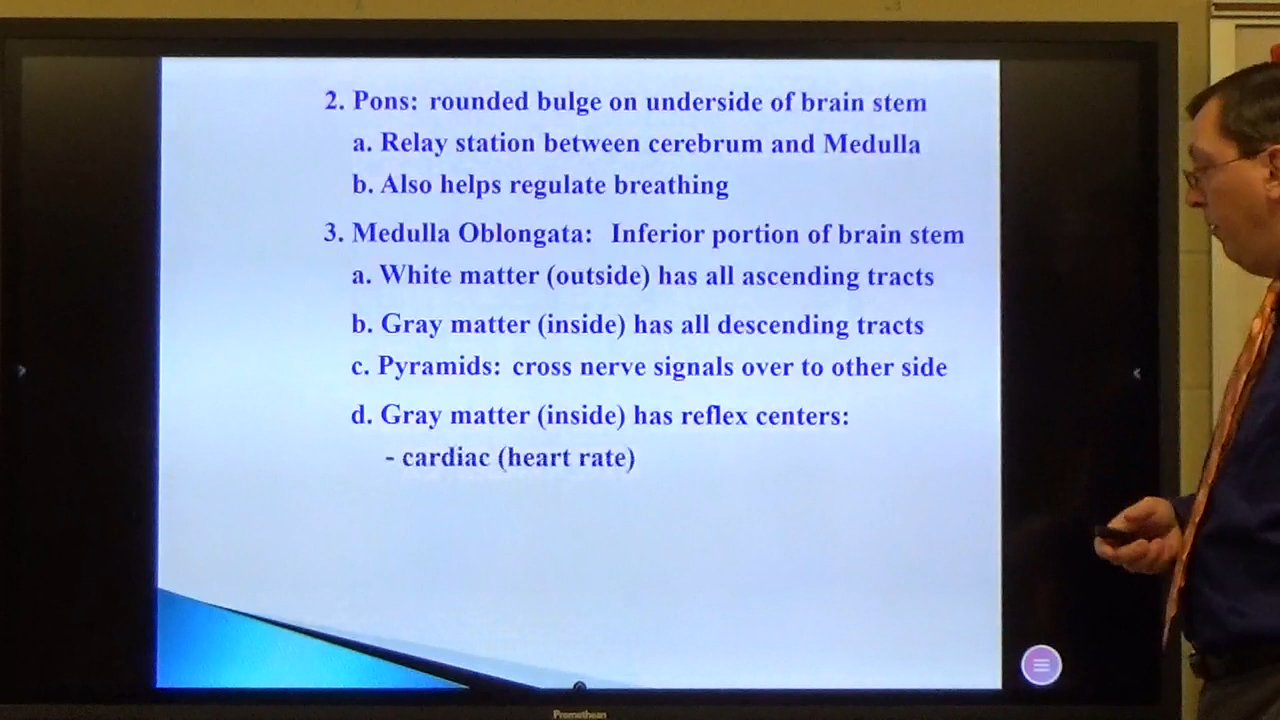 2. Pons: rounded bulge on underside of brain stem
a. Relay station between cerebrum and Medulla
b. Also helps regulate breathing
3. Medulla Oblongata: Inferior portion of brain stem
a. White matter (outside) has all ascending tracts
b. Gray matter (inside) has all descending tracts
c. Pyramids: cross nerve signals over to other side
d. Gray matter (inside) has reflex centers:
- cardiac (heart rate)
Promethean